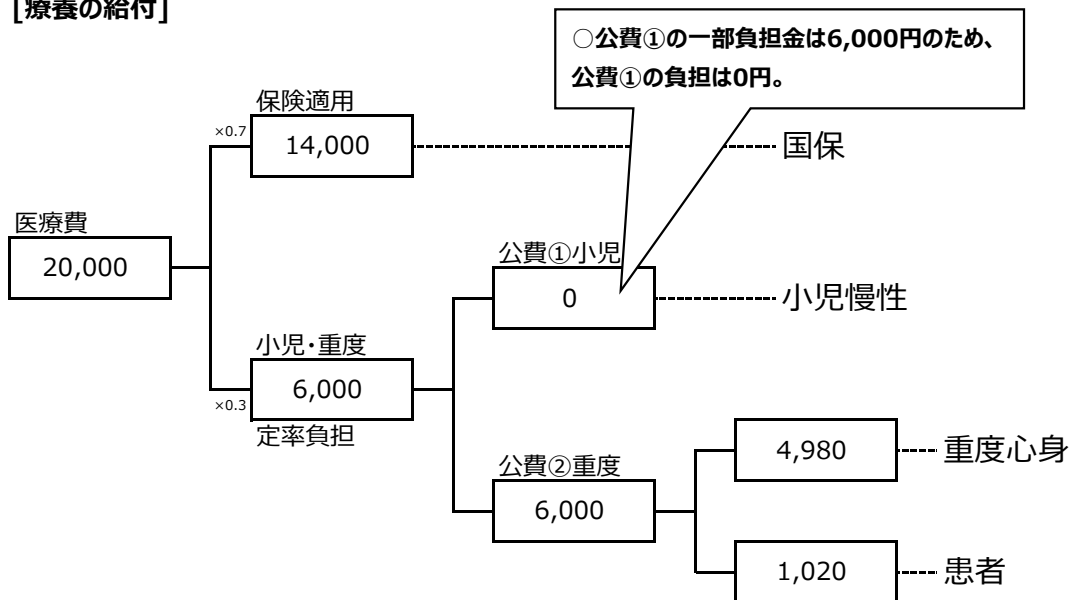 [療養の給付]
○公費①の一部負担金は6,000円のため、
公費①の負担は0円。
保険適用
×0.7
14,000
国保
医療費
20,000
公費①小児
0
小児慢性
小児・重度
6,000
×0.3
定率負担
公費②重度
6,000
4,980
重度心身
1,020
患者